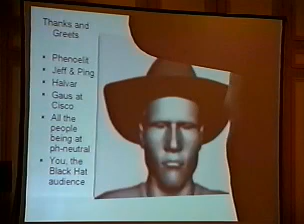 Thanks and
Greets
• Phenoelit
• Jeff & Ping
• Halvar
• Gaus at
Cisco
• All the
people
being at
ph-neutral
• You, the
Black Hat
audience